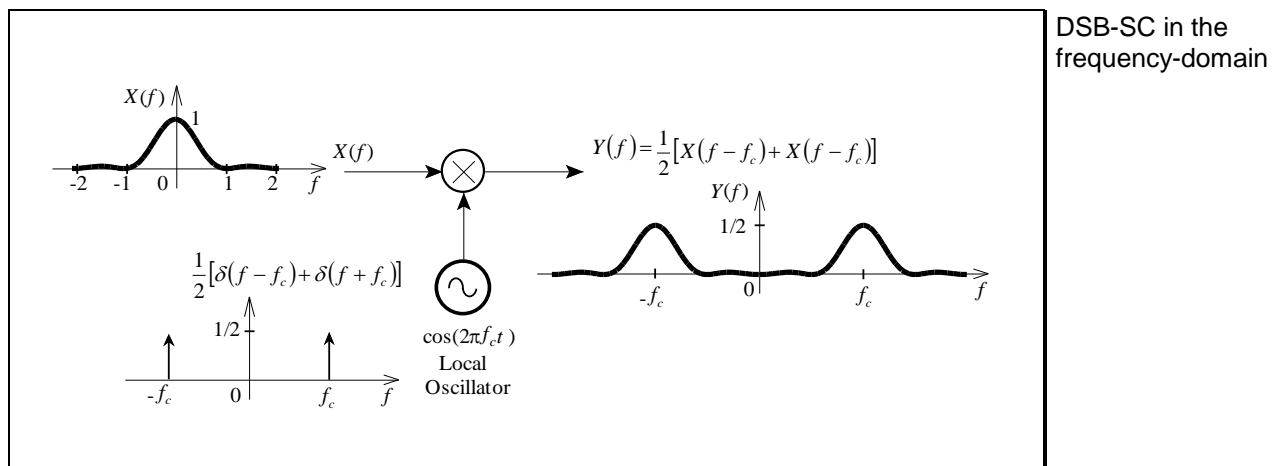 DSB-SC in the
frequency-domain
X(f)
1
-2 -1 0 1 2 f
X(f)
Y(f)=1/2[X(f-f_c)+X(f-f_c)]
Y(f)
1/2
-f_c 0 f_c f
1/2[δ(f-f_c)+δ(f+f_c)]
1/2
-f_c 0 f_c f
cos(2πf_ct)
Local
Oscillator